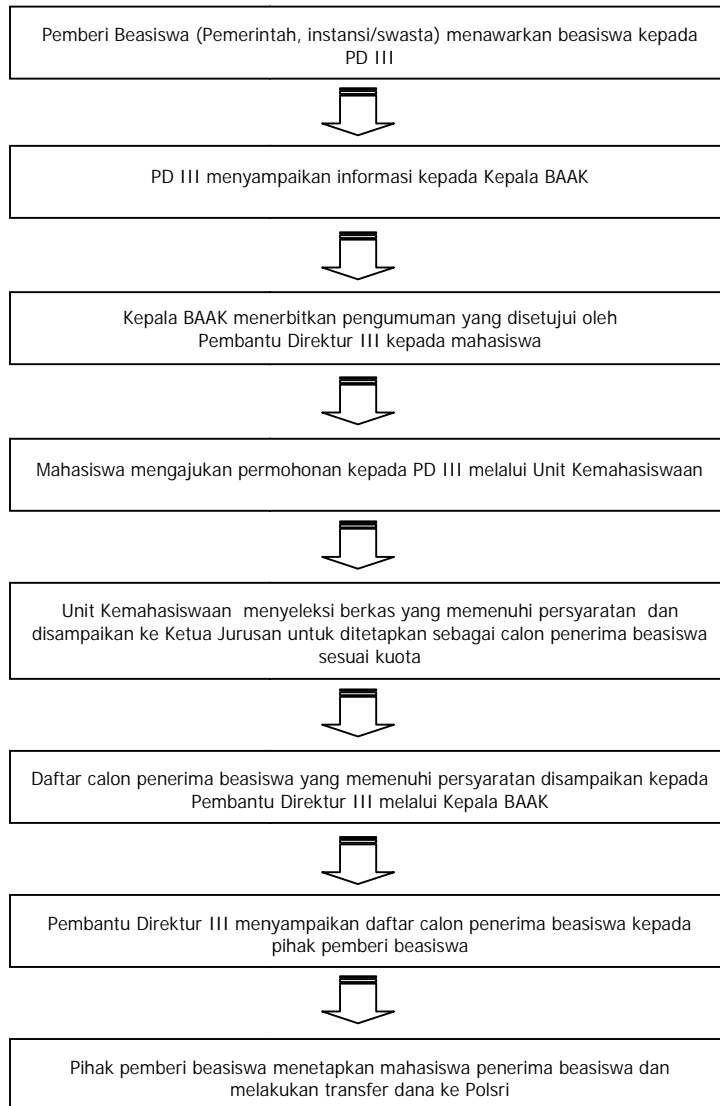 Pemberi Beasiswa (Pemerintah, instansi/swasta) menawarkan beasiswa kepada
PD III
PD III menyampaikan informasi kepada Kepala BAAK
Kepala BAAK menerbitkan pengumuman yang disetujui oleh
Pembantu Direktur III kepada mahasiswa
Mahasiswa mengajukan permohonan kepada PD III melalui Unit Kemahasiswaan
Unit Kemahasiswaan menyeleksi berkas yang memenuhi persyaratan dan
disampaikan ke Ketua Jurusan untuk ditetapkan sebagai calon penerima beasiswa
sesuai kuota
Daftar calon penerima beasiswa yang memenuhi persyaratan disampaikan kepada
Pembantu Direktur III melalui Kepala BAAK
Pembantu Direktur III menyampaikan daftar calon penerima beasiswa kepada
pihak pemberi beasiswa
Pihak pemberi beasiswa menetapkan mahasiswa penerima beasiswa dan
melakukan transfer dana ke Polsri